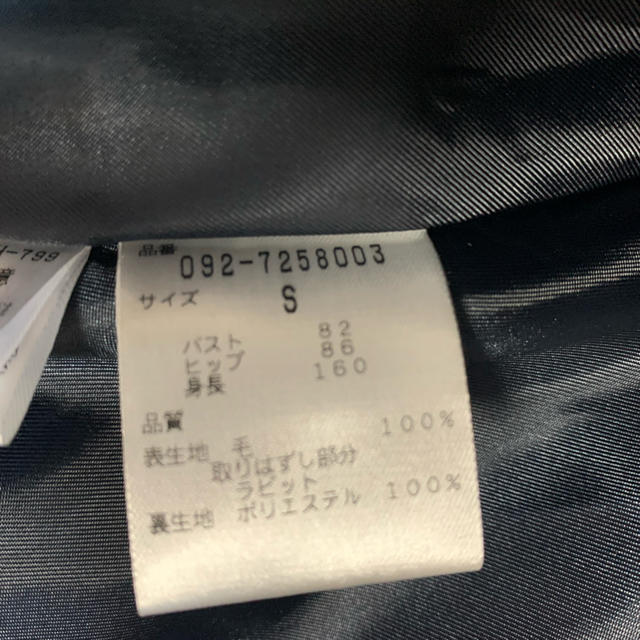 品番 092-7258003
サイズ S
バスト 82
ヒップ 86
身長 160
品質
表生地 毛 100%
取りはずし部分
ラビット
裏生地 ポリエステル 100%
-799
意